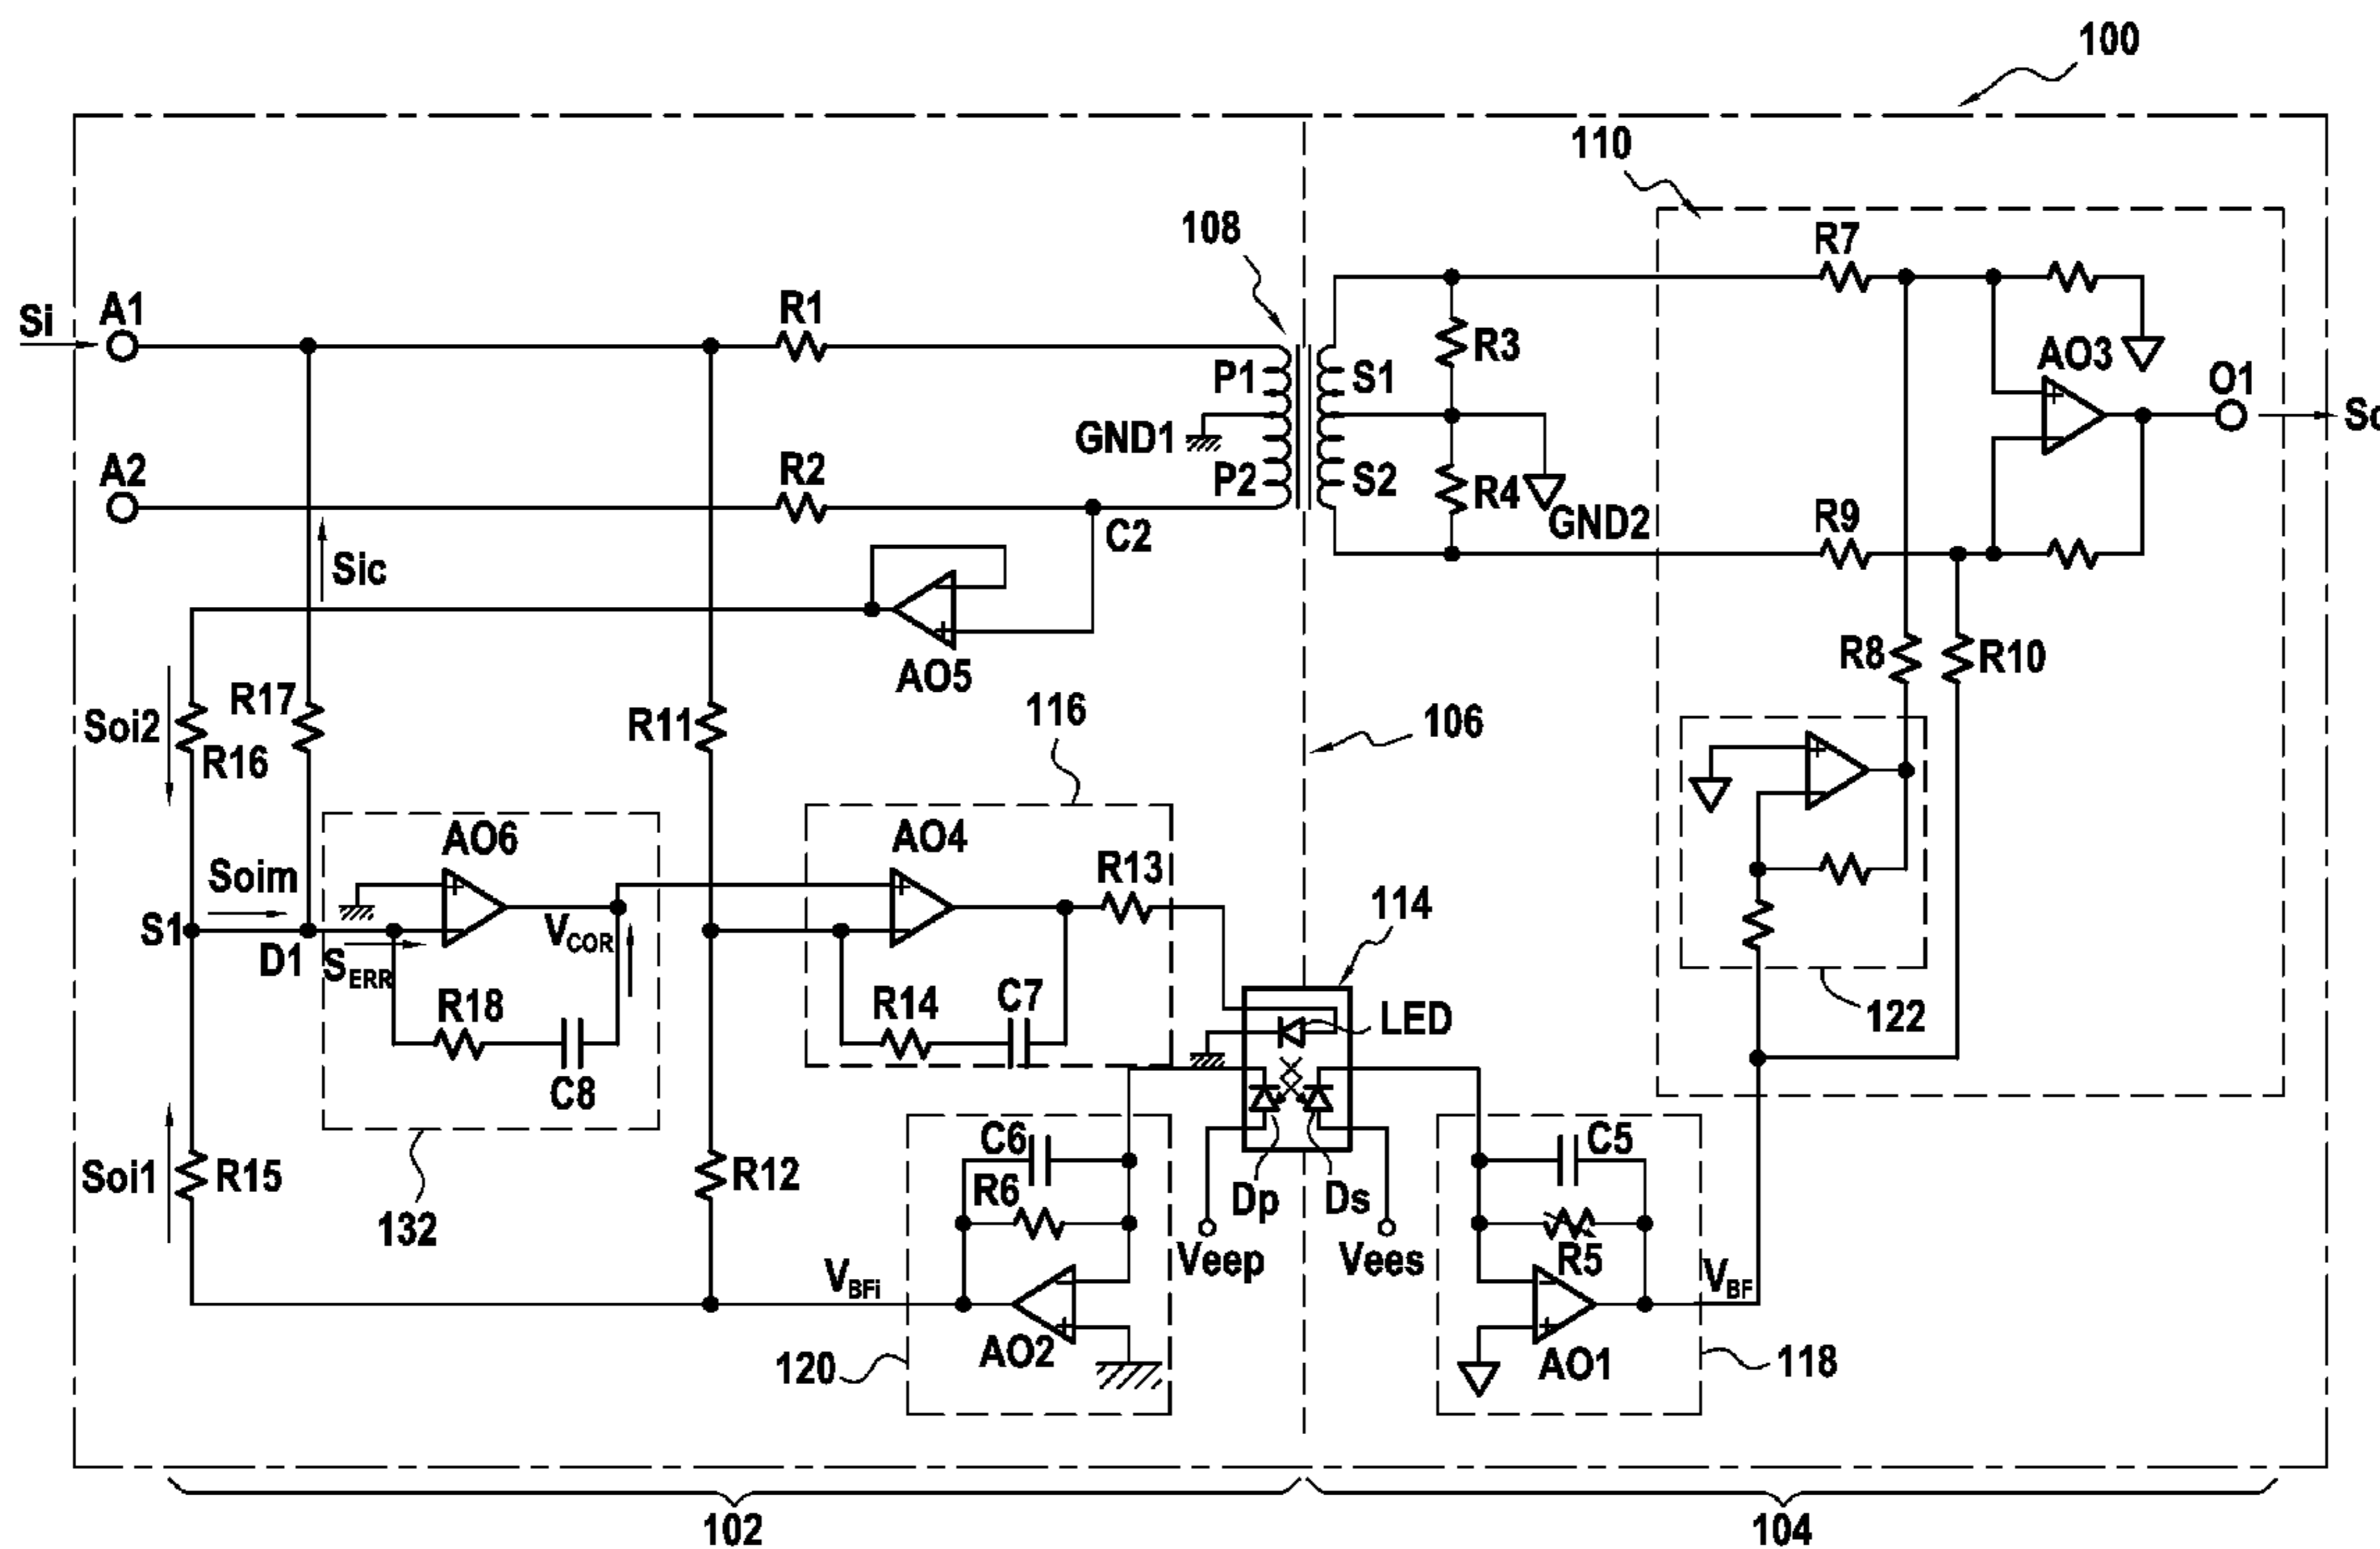 100
110
R7
108
A1
R1
Si
R3
AO3
O1
P1
S1
GND1
So
A2
R2
P2
S2
R4
GND2
R9
C2
Sic
AO5
R8
R10
R17
116
Soi2
R11
106
R16
AO6
AO4
R13
Soim
114
S1
VCOR
D1
SERR
R18
R14
C7
LED
122
C8
C6
C5
Soi1
R15
R12
R6
Dp
Ds
132
Veep
Vees
R5
VBFi
VBF
AO2
AO1
120
118
102
104
+
+
+
+
+
+
+